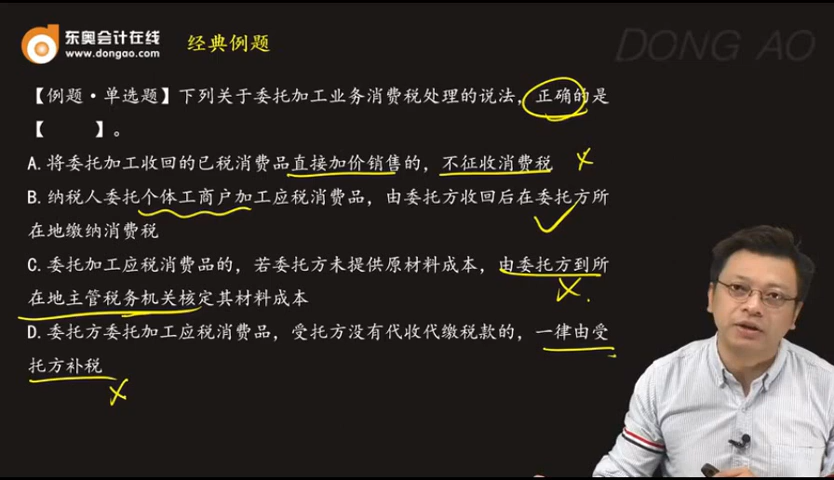 东奥会计在线
www.dongao.com
经典例题
DONG AO
【例题·单选题】下列关于委托加工业务消费税处理的说法，正确的是
【 】。
A.将委托加工收回的已税消费品直接加价销售的，不征收消费税
B.纳税人委托个体工商户加工应税消费品，由委托方收回后在委托方所
在地缴纳消费税
C.委托加工应税消费品的，若委托方未提供原材料成本，由委托方到所
在地主管税务机关核定其材料成本
D.委托方委托加工应税消费品，受托方没有代收代缴税款的，一律由受
托方补税